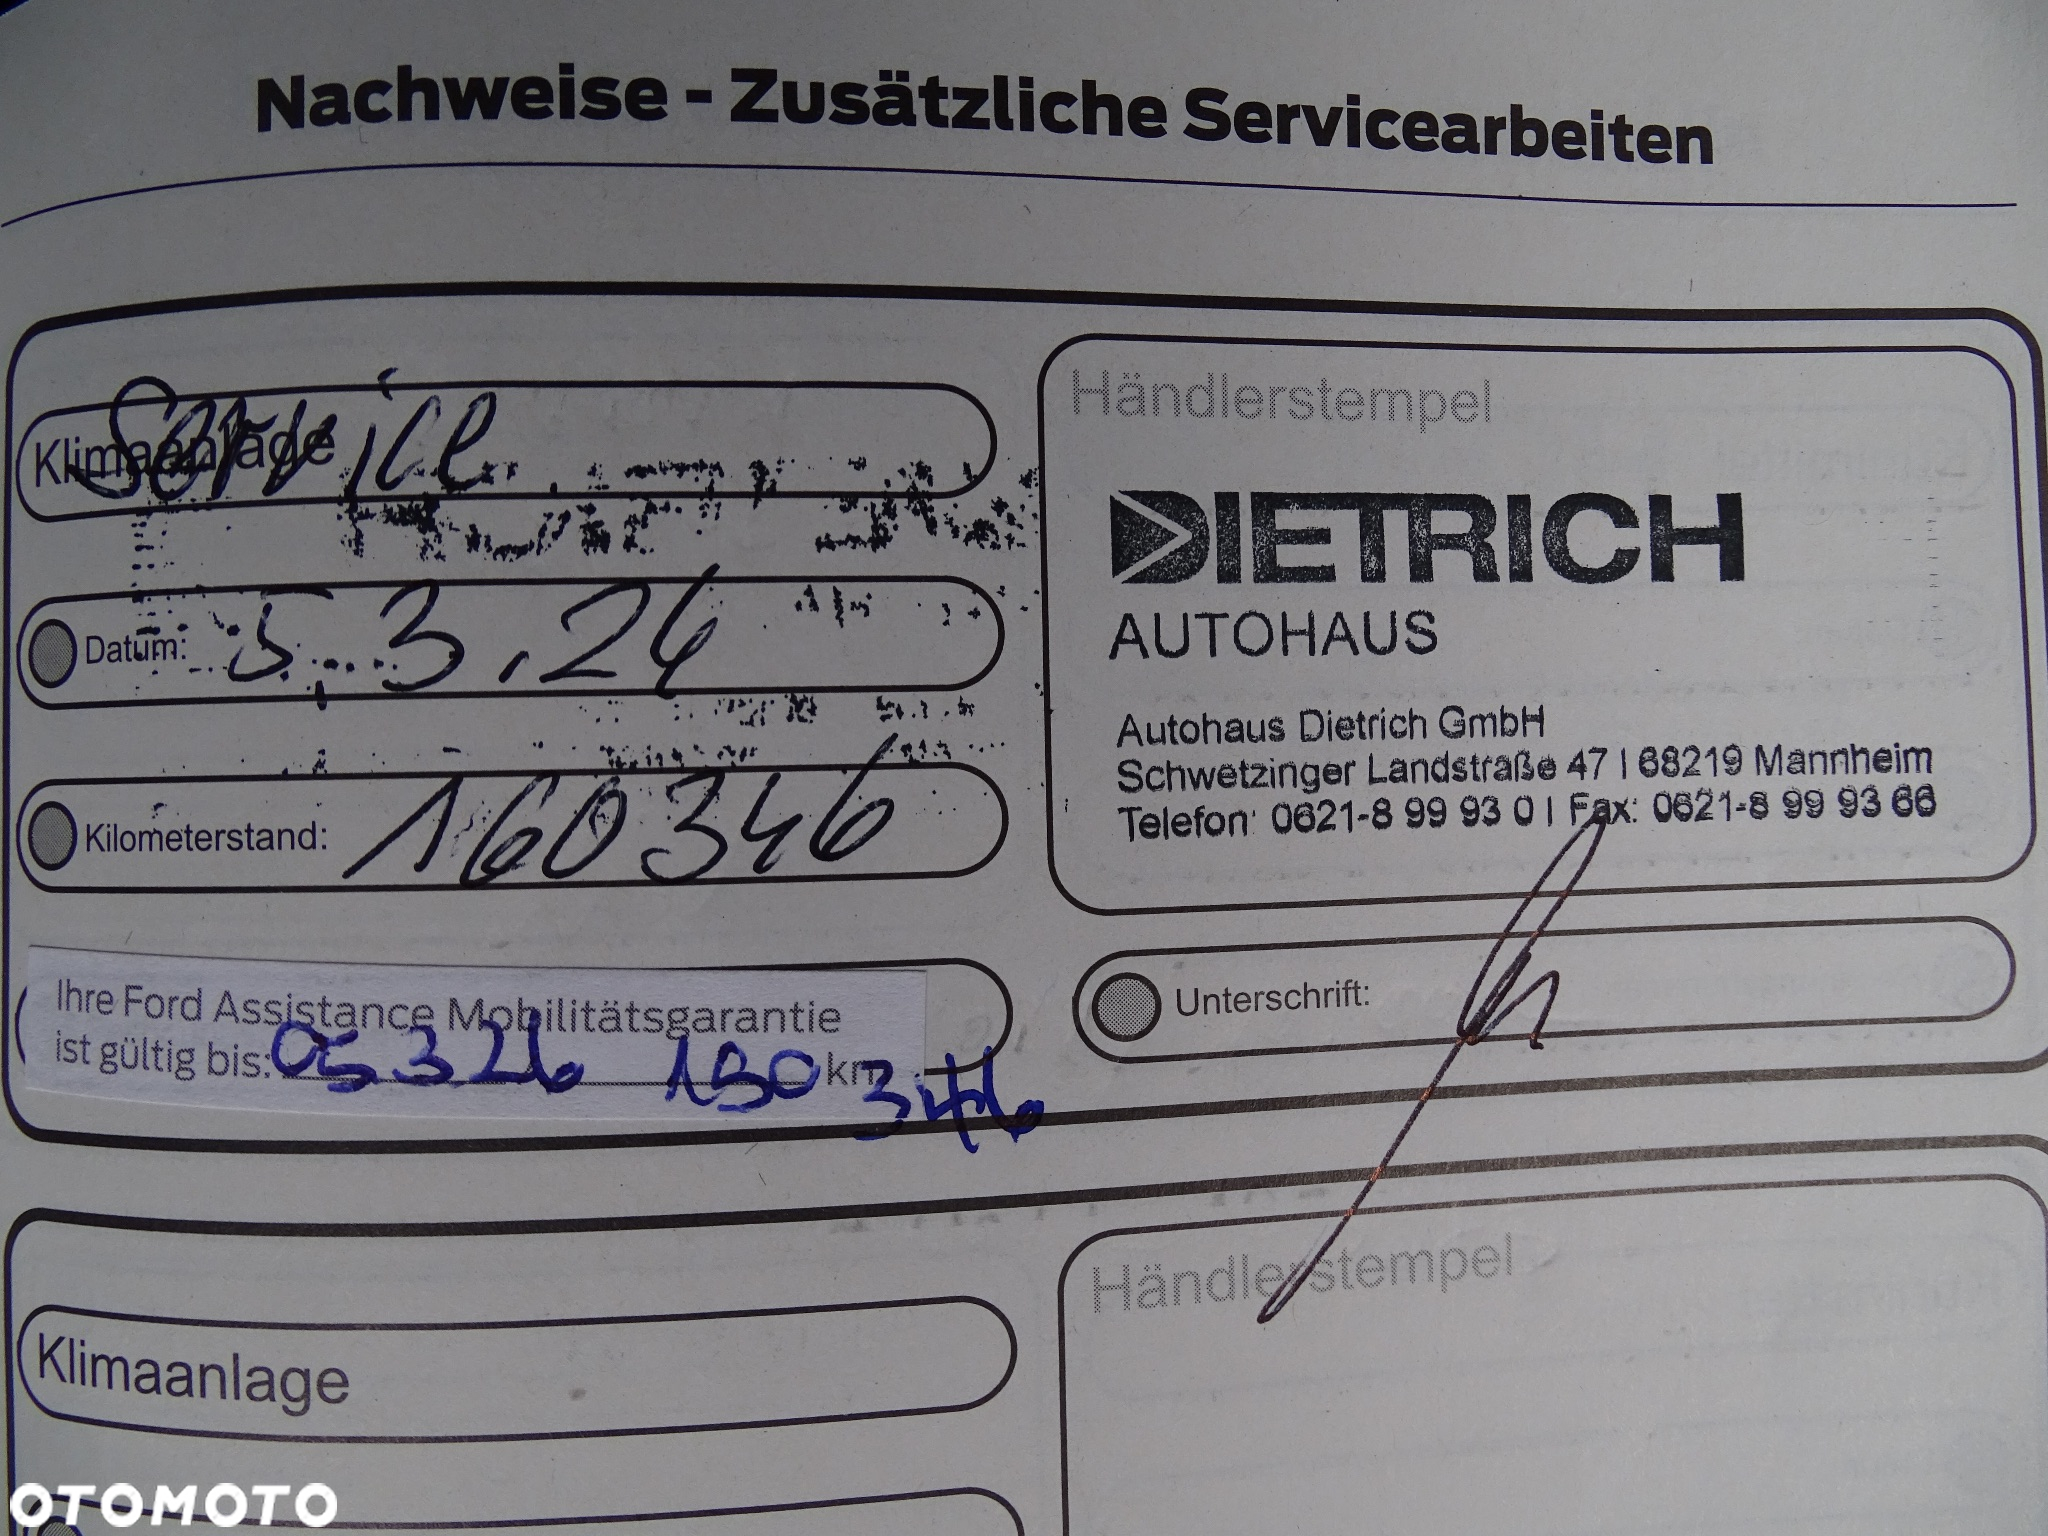 Nachweise - Zusätzliche Servicearbeiten
Klimaanlage
Service
Datum: 5.3.24
Kilometerstand: 160346
Ihre Ford Assistance Mobilitätsgarantie
ist gültig bis: 05 3 26 190 km
346
Händlerstempel
DIETRICH
AUTOHAUS
Autohaus Dietrich GmbH
Schwetzinger Landstraße 47 | 68219 Mannheim
Telefon: 0621-8 99 93 0 | Fax: 0621-8 99 93 66
Unterschrift:
Klimaanlage
Händlerstempel
OTOMOTO